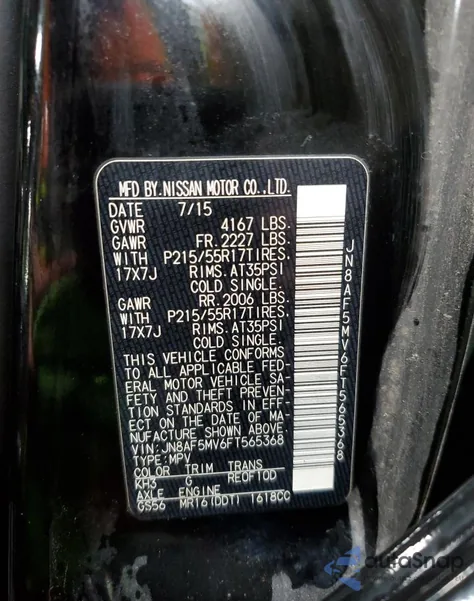 MFD BY.NISSAN MOTOR CO.,LTD.
DATE 7/15
GVWR 4167 LBS.
GAWR FR. 2227 LBS.
WITH P215/55R17TIRES.
17X7J RIMS. AT35PSI
COLD SINGLE.
GAWR RR. 2006 LBS.
WITH P215/55R17TIRES.
17X7J RIMS. AT35PSI
COLD SINGLE.
THIS VEHICLE CONFORMS
TO ALL APPLICABLE FED-
ERAL MOTOR VEHICLE SA-
FETY AND THEFT PREVEN-
TION STANDARDS IN EFF-
ECT ON THE DATE OF MA-
NUFACTURE SHOWN ABOVE.
VIN: JN8AF5MV6FT565368
TYPE:MPV
COLOR TRIM TRANS
KH3 G RE0F10D
AXLE ENGINE
GS56 MR16(DDT) 1618CC
JN8AF5MV6FT565368
autoSnap